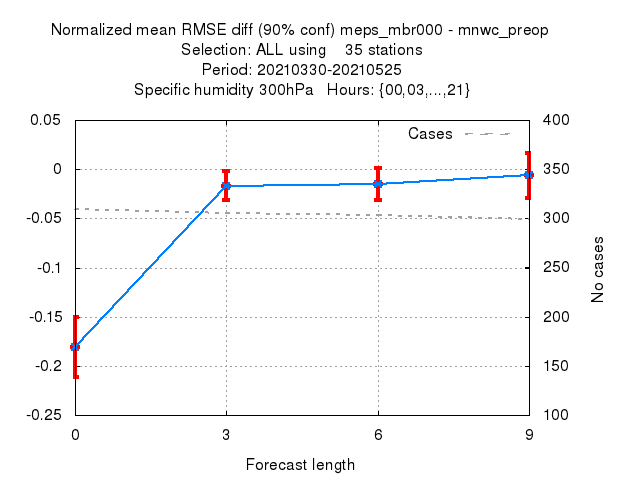 Normalized mean RMSE diff (90% conf) meps_mbr000 - mnwc_preop
Selection: ALL using    35 stations
Period: 20210330-20210525
Specific humidity 300hPa   Hours: {00,03,...,21}
Cases
0.05
0
-0.05
-0.1
-0.15
-0.2
-0.25
400
350
300
250
200
150
100
No cases
0 3 6 9
Forecast length